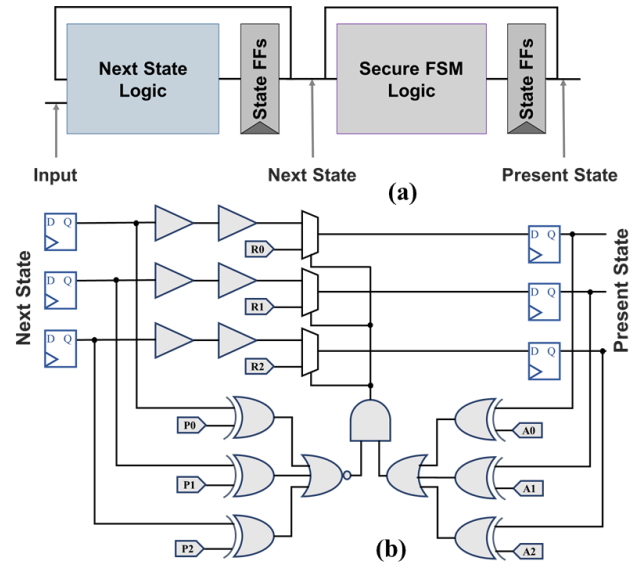 Next State
Logic
State FFs
Secure FSM
Logic
State FFs
Input
Next State
Present State
(a)
Next State
D Q
D Q
D Q
R0
R1
R2
D Q
D Q
D Q
Present State
P0
P1
P2
A0
A1
A2
(b)